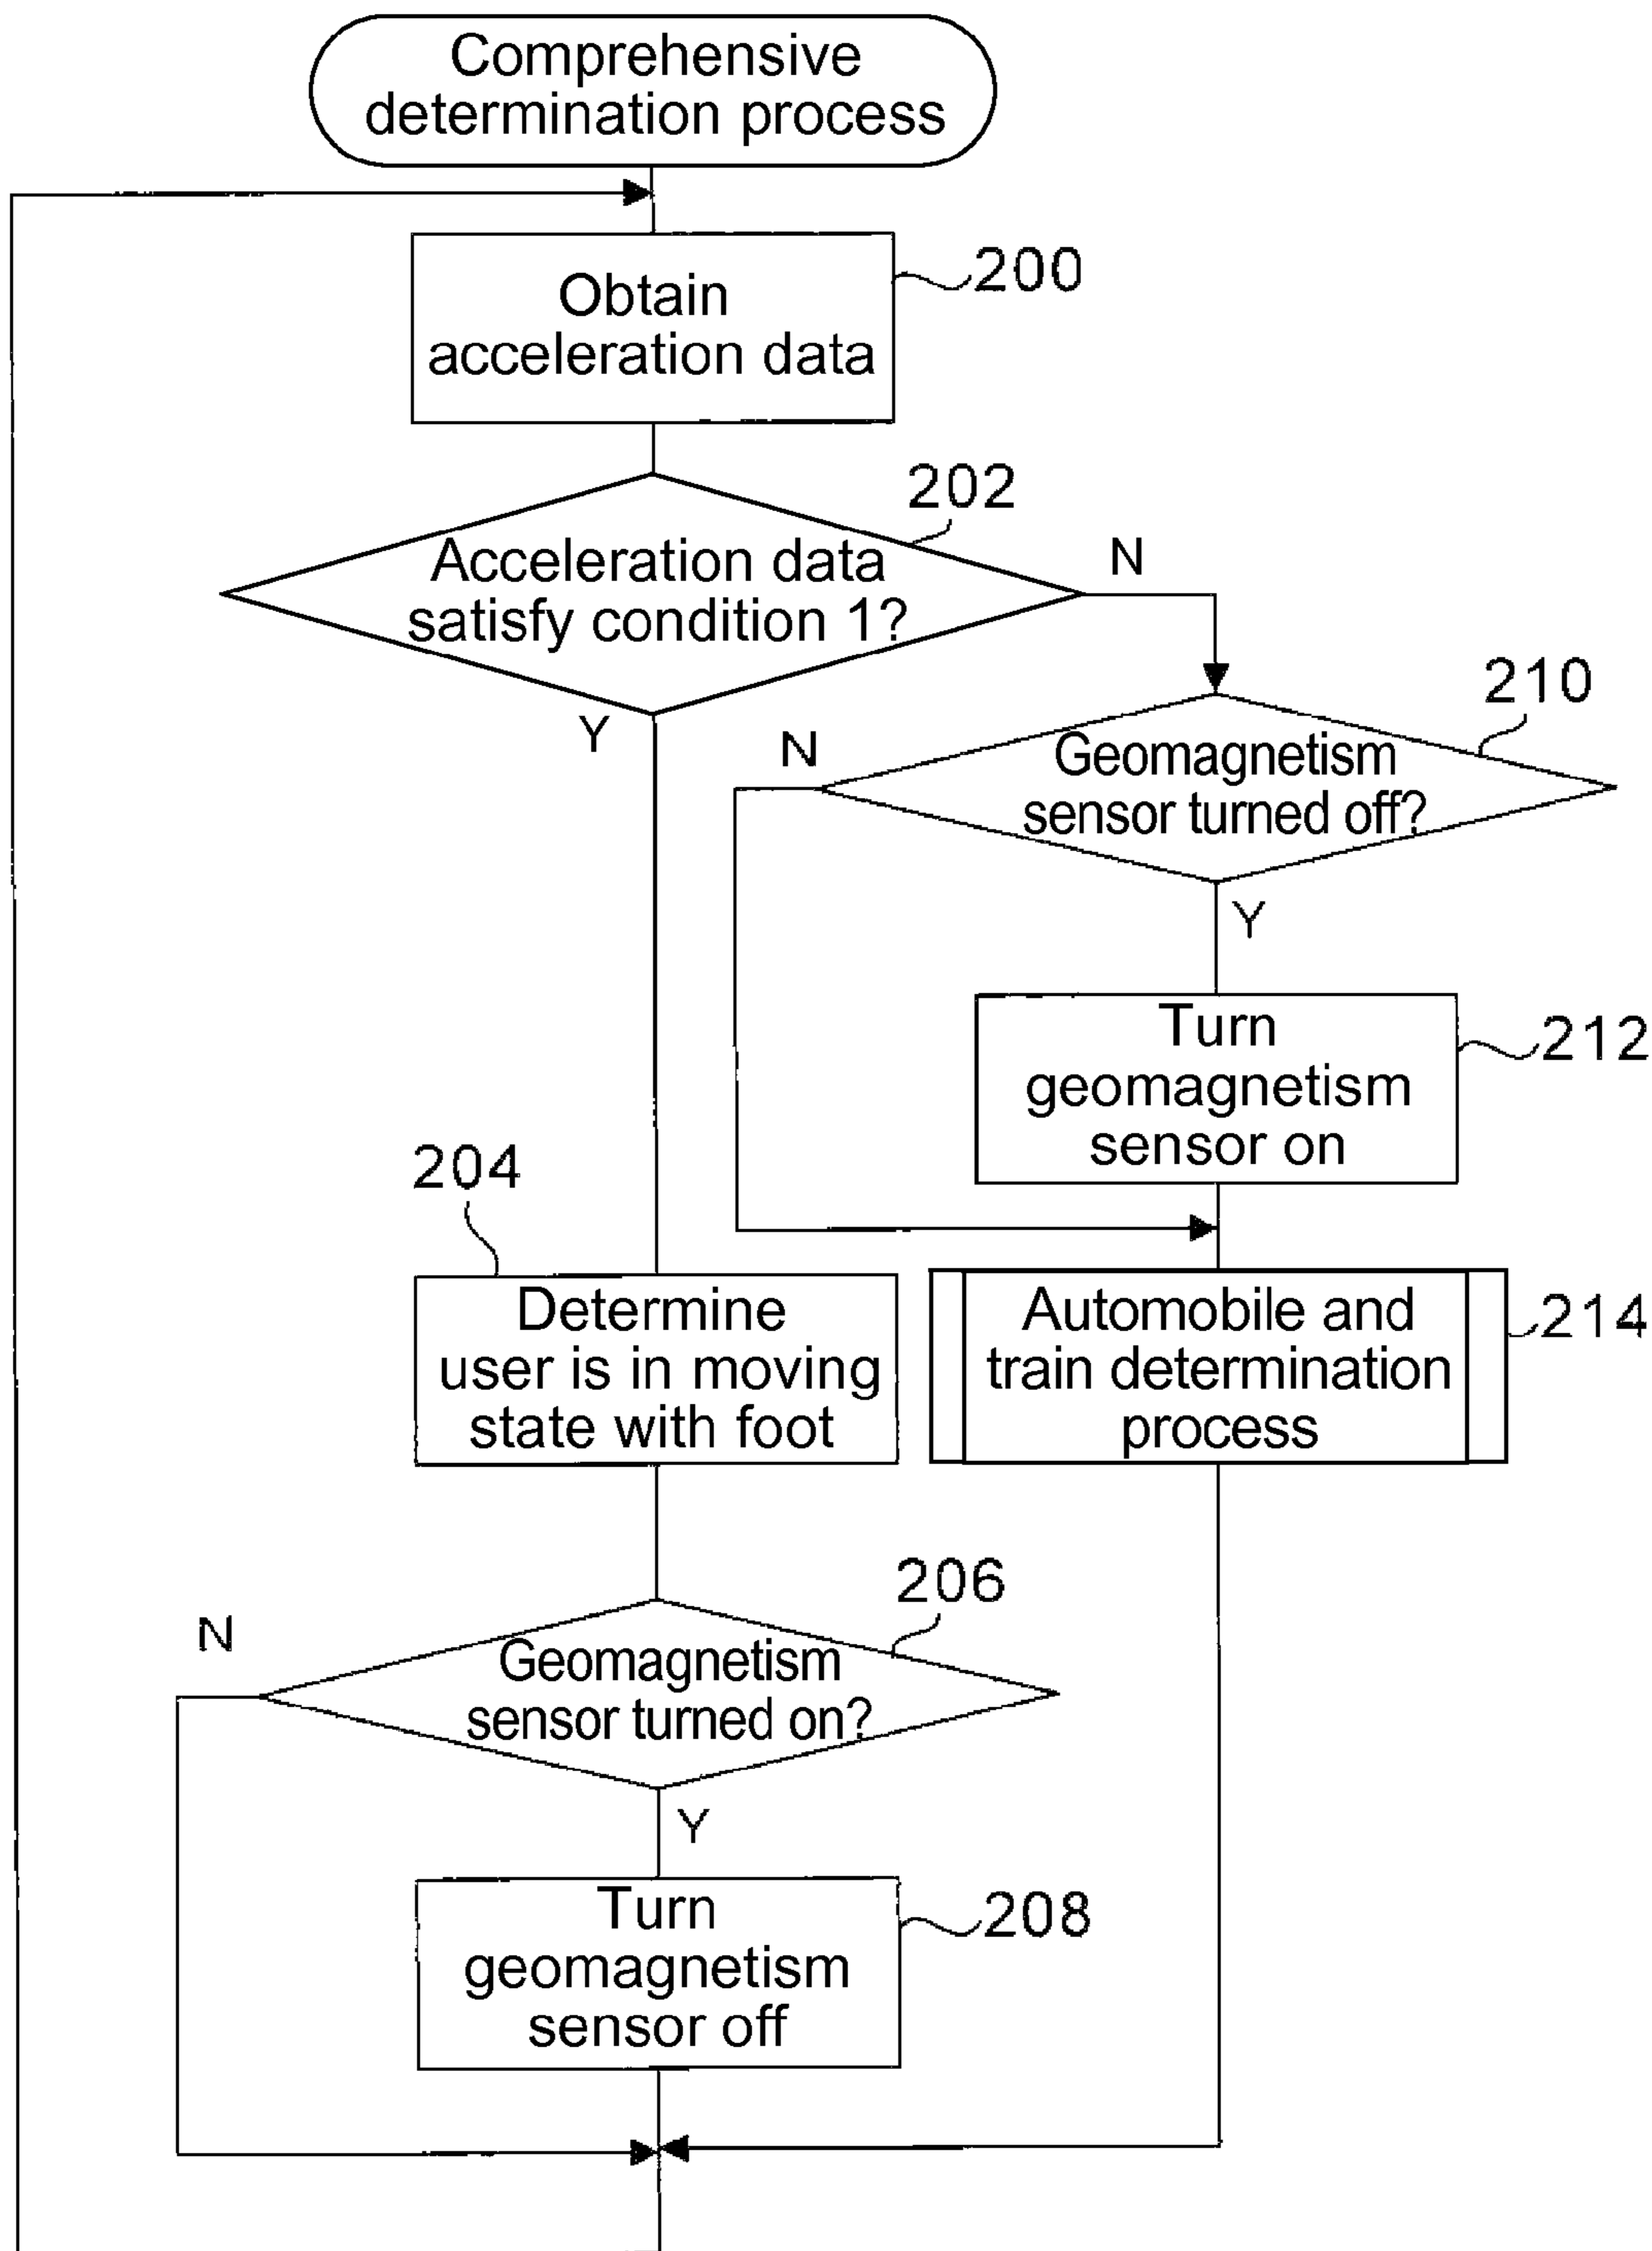 Comprehensive
determination process
200
Obtain
acceleration data
202
Acceleration data
satisfy condition 1?
N
Y
210
N
Geomagnetism
sensor turned off?
Y
Turn
geomagnetism
sensor on
212
204
Determine
user is in moving
state with foot
Automobile and
train determination
process
214
206
N
Geomagnetism
sensor turned on?
Y
Turn
geomagnetism
sensor off
208